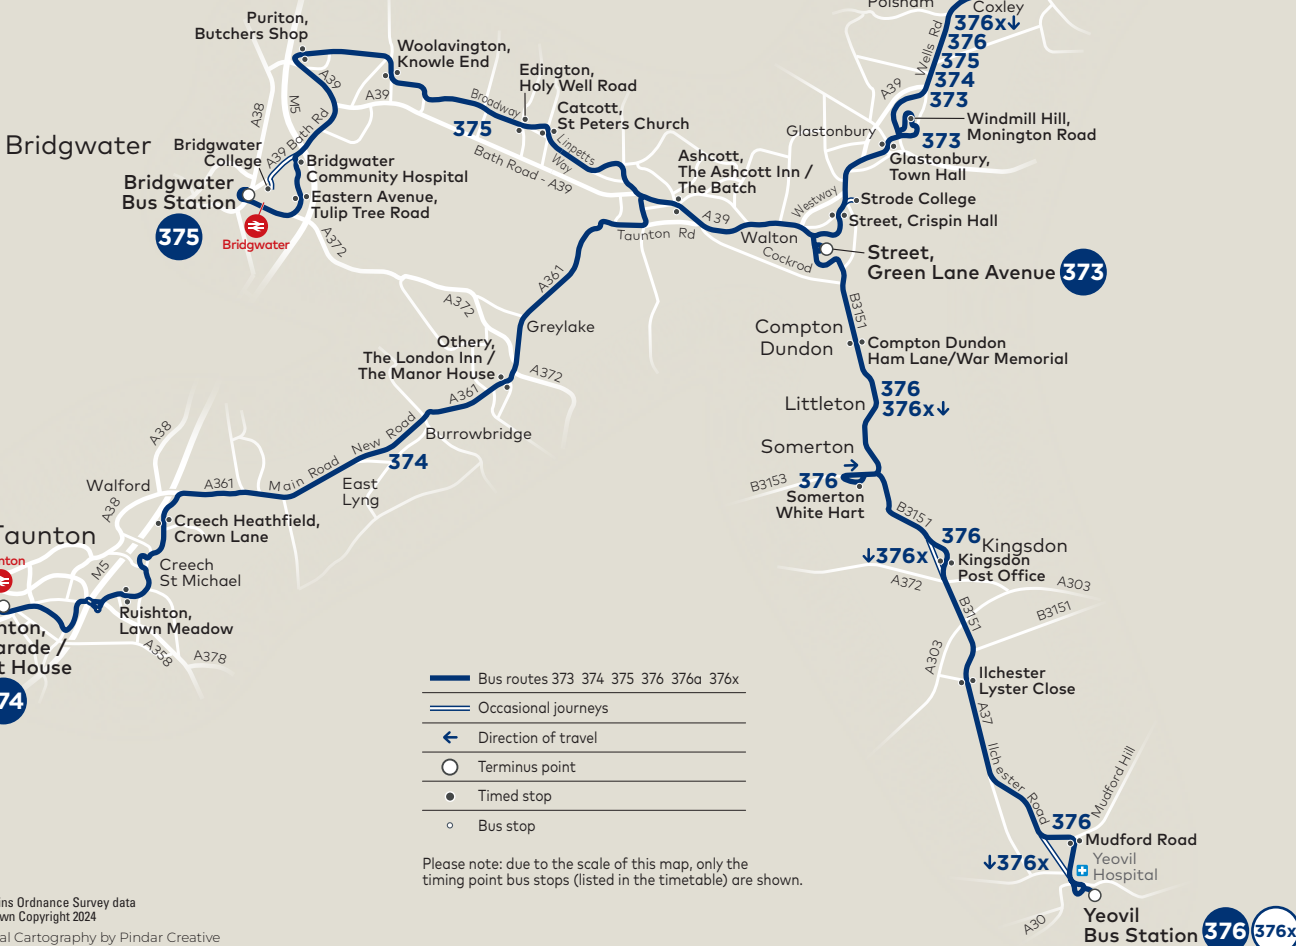 Polsham
Coxley
Puriton,
Butchers Shop
Woolavington,
Knowle End
Wells Rd
376x↓
376
375
374
373
A39
A39
A39
M5
A38
Edington,
Holy Well Road
Broadway
Catcott,
St Peters Church
375
Windmill Hill,
Monington Road
373
Glastonbury
Glastonbury,
Town Hall
Bridgwater
Bridgwater
College
A39 Bath Rd
Bridgwater
Community Hospital
Linpetts
Way
Bath Road - A39
Ashcott,
The Ashcott Inn /
The Batch
Bridgwater
Bus Station
Eastern Avenue,
Tulip Tree Road
375
Bridgwater
A372
Westway
Strode College
Street, Crispin Hall
A39
Taunton Rd
Walton
Cockrod
Street,
Green Lane Avenue
373
A361
A372
B3151
Greylake
Compton
Dundon
Compton Dundon
Ham Lane/War Memorial
Othery,
The London Inn /
The Manor House
A372
A361
376
376x↓
Littleton
Burrowbridge
New Road
374
Main Road
East
Lyng
A38
Somerton
→
376
B3153
Somerton
White Hart
Walford
A361
A38
Creech Heathfield,
Crown Lane
B3151
376
Kingsdon
↓376x
Kingsdon
Post Office
Taunton
nton
M5
Creech
St Michael
A372
A303
B3151
B3151
Ruishton,
Lawn Meadow
nton,
arade /
t House
74
A358
A378
A303
Ilchester
Lyster Close
A37
Bus routes 373 374 375 376 376a 376x
Occasional journeys
← Direction of travel
Terminus point
Timed stop
Bus stop
Please note: due to the scale of this map, only the
timing point bus stops (listed in the timetable) are shown.
Ilchester Road
Mudford Hill
376
Mudford Road
↓376x
Yeovil
Hospital
A30
Yeovil
Bus Station
376
376x
ins Ordnance Survey data
wn Copyright 2024
al Cartography by Pindar Creative